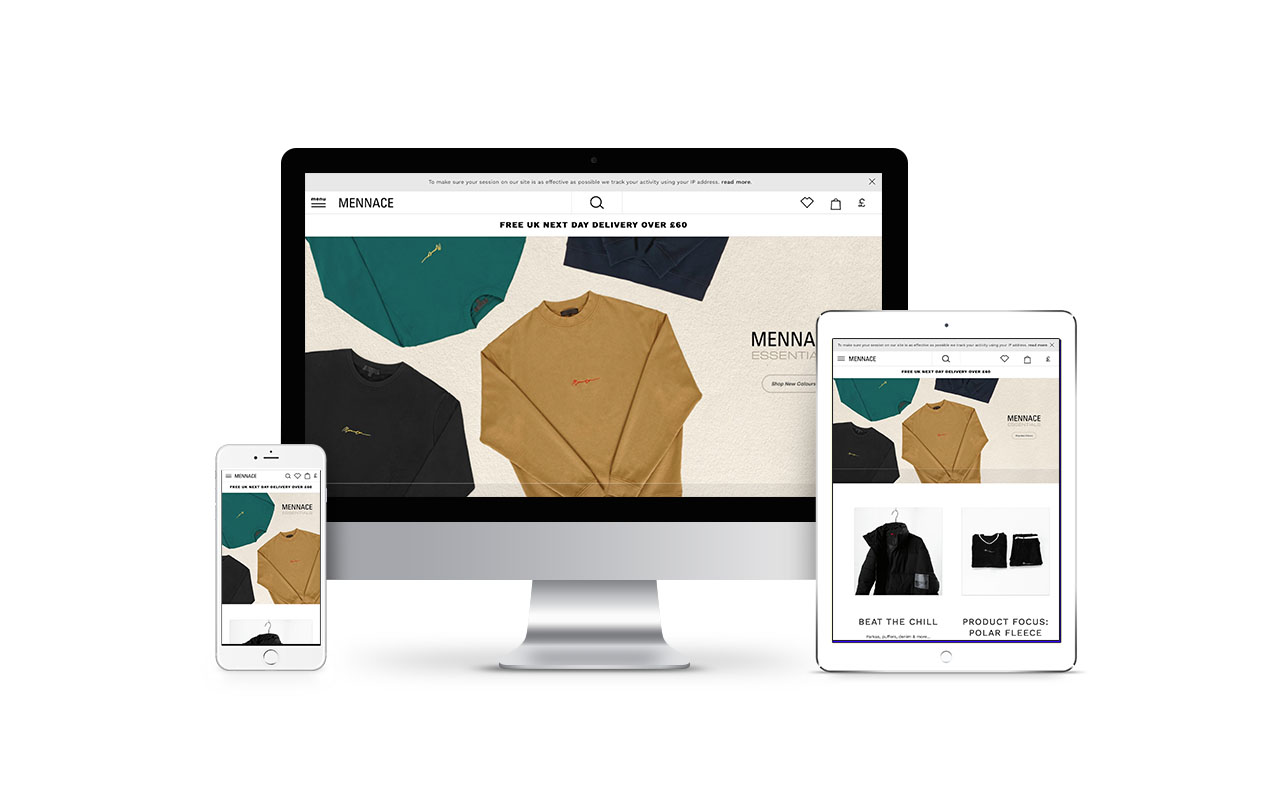 To make sure your session on our site is as effective as possible we track your activity using your IP address. read more.
menu
MENNACE
£
FREE UK NEXT DAY DELIVERY OVER £60
MENNA
ESSENTIA
Shop New Colours
To make sure your session on our site is as effective as possible we track your activity using your IP address. read more.
MENNACE
£
FREE UK NEXT DAY DELIVERY OVER £60
MENNACE
ESSENTIALS
BEAT THE CHILL
Parkas, puffers, denim & more...
PRODUCT FOCUS:
POLAR FLEECE
MENNACE
£
FREE UK NEXT DAY DELIVERY OVER £60
MENNACE
ESSENTIALS